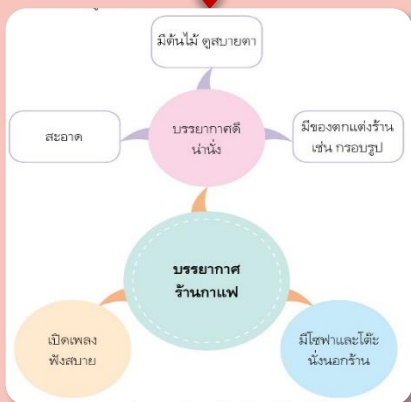 มีต้นไม้ ดูสบายตา
สะอาด
บรรยากาศดี
น่านั่ง
มีของตกแต่งร้าน
เช่น กรอบรูป
บรรยากาศ
ร้านกาแฟ
เปิดเพลง
ฟังสบาย
มีโซฟาและโต๊ะ
นั่งนอกร้าน